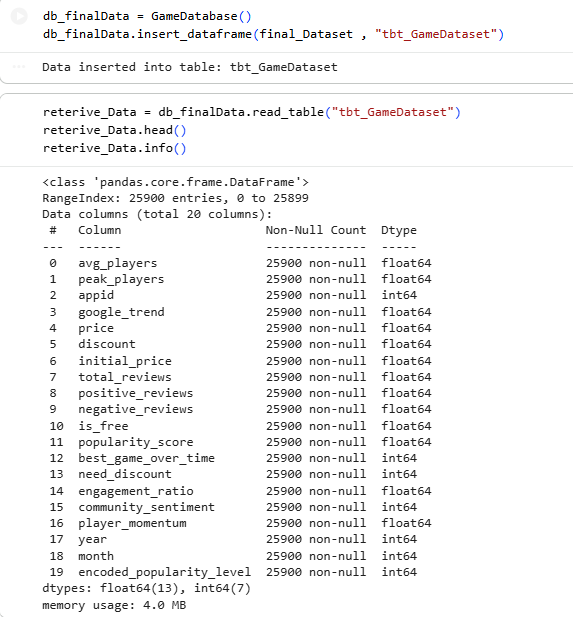 db_finalData = GameDatabase()
db_finalData.insert_dataframe(final_Dataset , "tbt_GameDataset")
Data inserted into table: tbt_GameDataset
reterive_Data = db_finalData.read_table("tbt_GameDataset")
reterive_Data.head()
reterive_Data.info()
<class 'pandas.core.frame.DataFrame'>
RangeIndex: 25900 entries, 0 to 25899
Data columns (total 20 columns):
 #   Column                    Non-Null Count  Dtype
---  ------                    --------------  -----
 0   avg_players               25900 non-null  float64
 1   peak_players              25900 non-null  float64
 2   appid                     25900 non-null  int64
 3   google_trend              25900 non-null  float64
 4   price                     25900 non-null  float64
 5   discount                  25900 non-null  float64
 6   initial_price             25900 non-null  float64
 7   total_reviews             25900 non-null  float64
 8   positive_reviews          25900 non-null  float64
 9   negative_reviews          25900 non-null  float64
 10  is_free                   25900 non-null  float64
 11  popularity_score          25900 non-null  float64
 12  best_game_over_time       25900 non-null  int64
 13  need_discount             25900 non-null  int64
 14  engagement_ratio          25900 non-null  float64
 15  community_sentiment       25900 non-null  int64
 16  player_momentum           25900 non-null  float64
 17  year                      25900 non-null  int64
 18  month                     25900 non-null  int64
 19  encoded_popularity_level  25900 non-null  int64
dtypes: float64(13), int64(7)
memory usage: 4.0 MB